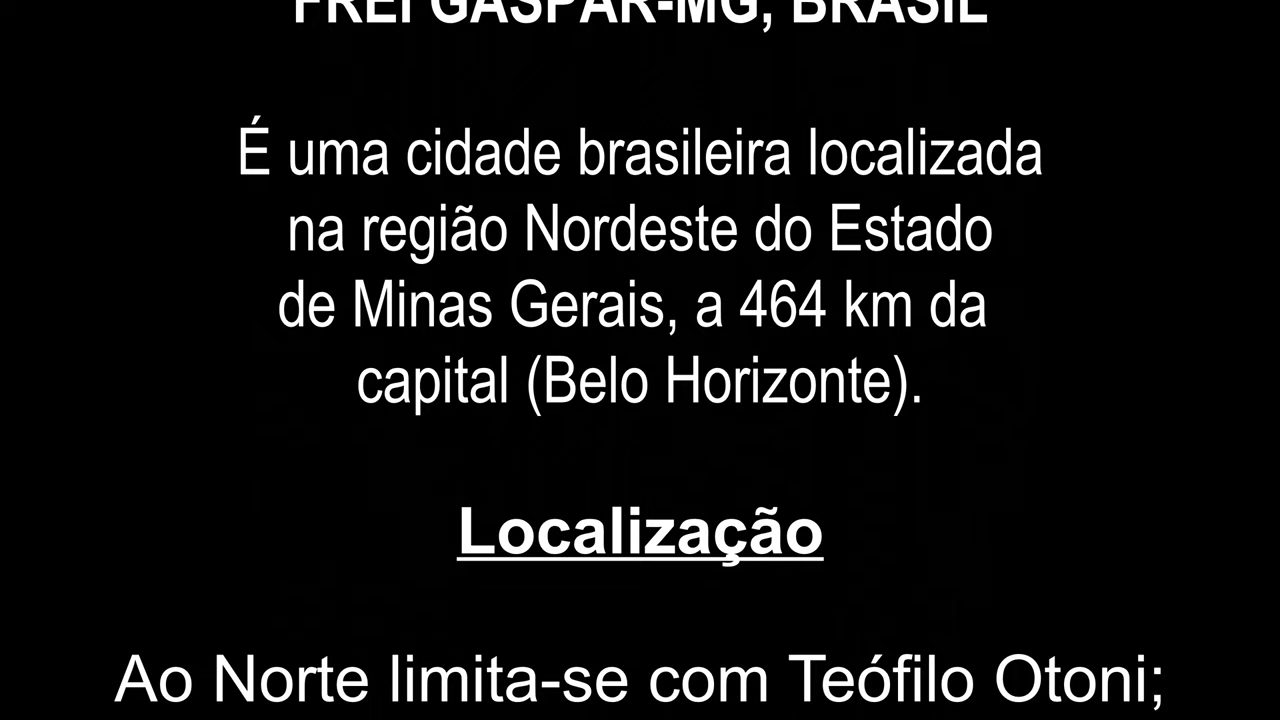 FREI GASPAR-MG, BRASIL
É uma cidade brasileira localizada
na região Nordeste do Estado
de Minas Gerais, a 464 km da
capital (Belo Horizonte).
Localização
Ao Norte limita-se com Teófilo Otoni;